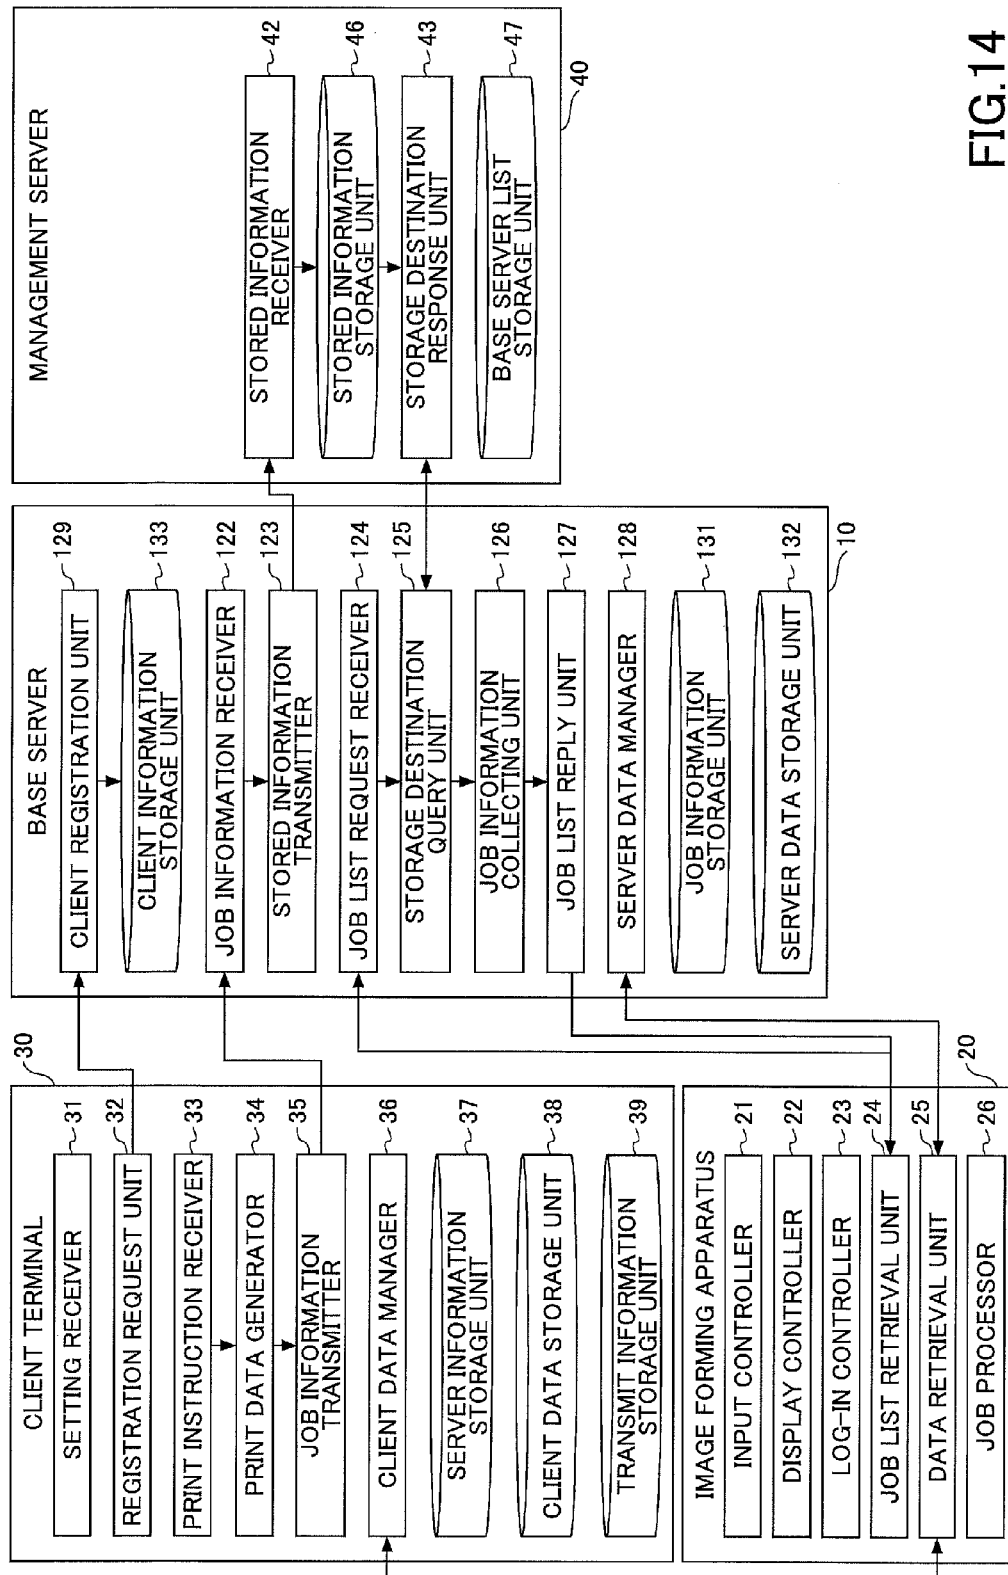 CLIENT TERMINAL
30
SETTING RECEIVER
31
REGISTRATION REQUEST UNIT
32
PRINT INSTRUCTION RECEIVER
33
PRINT DATA GENERATOR
34
JOB INFORMATION
TRANSMITTER
35
CLIENT DATA MANAGER
36
SERVER INFORMATION
STORAGE UNIT
37
CLIENT DATA STORAGE UNIT
38
TRANSMIT INFORMATION
STORAGE UNIT
39
IMAGE FORMING APPARATUS
20
INPUT CONTROLLER
21
DISPLAY CONTROLLER
22
LOG-IN CONTROLLER
23
JOB LIST RETRIEVAL UNIT
24
DATA RETRIEVAL UNIT
25
JOB PROCESSOR
26
BASE SERVER
CLIENT REGISTRATION UNIT
129
CLIENT INFORMATION
STORAGE UNIT
133
JOB INFORMATION RECEIVER
122
STORED INFORMATION
TRANSMITTER
123
JOB LIST REQUEST RECEIVER
124
STORAGE DESTINATION
QUERY UNIT
125
JOB INFORMATION
COLLECTING UNIT
126
JOB LIST REPLY UNIT
127
SERVER DATA MANAGER
128
JOB INFORMATION
STORAGE UNIT
131
SERVER DATA STORAGE UNIT
132
10
MANAGEMENT SERVER
STORED INFORMATION
RECEIVER
42
STORED INFORMATION
STORAGE UNIT
46
STORAGE DESTINATION
RESPONSE UNIT
43
BASE SERVER LIST
STORAGE UNIT
47
40
FIG.14